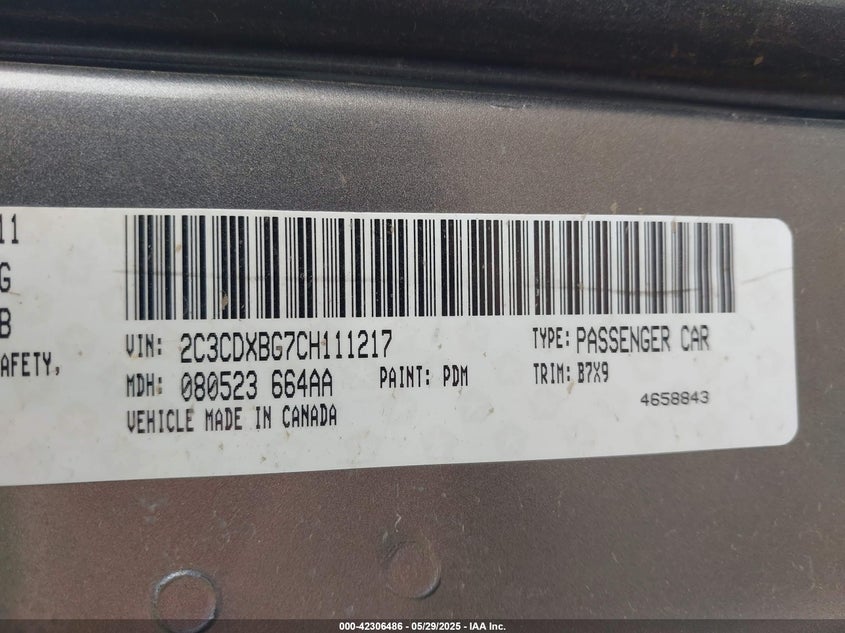 11
G
B
AFETY,
VIN: 2C3CDXBG7CH111217 TYPE: PASSENGER CAR
MDH: 080523 664AA PAINT: PDM TRIM: B7X9
4658843
VEHICLE MADE IN CANADA
000-42306486 - 05/29/2025 - IAA Inc.